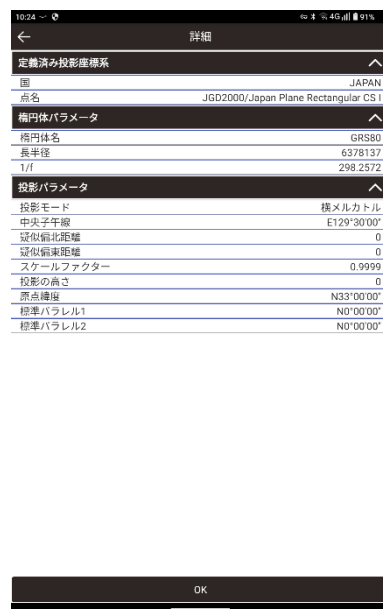 10:24 4G 91%
詳細
定義済み投影座標系
国 JAPAN
点名 JGD2000/Japan Plane Rectangular CS I
楕円体パラメータ
楕円体名 GRS80
長半径 6378137
1/f 298.2572
投影パラメータ
投影モード 横メルカトル
中央子午線 E129°30'00"
疑似偏北距離 0
疑似偏東距離 0
スケールファクター 0.9999
投影の高さ 0
原点緯度 N33°00'00"
標準パラレル1 N0°00'00"
標準パラレル2 N0°00'00"
OK